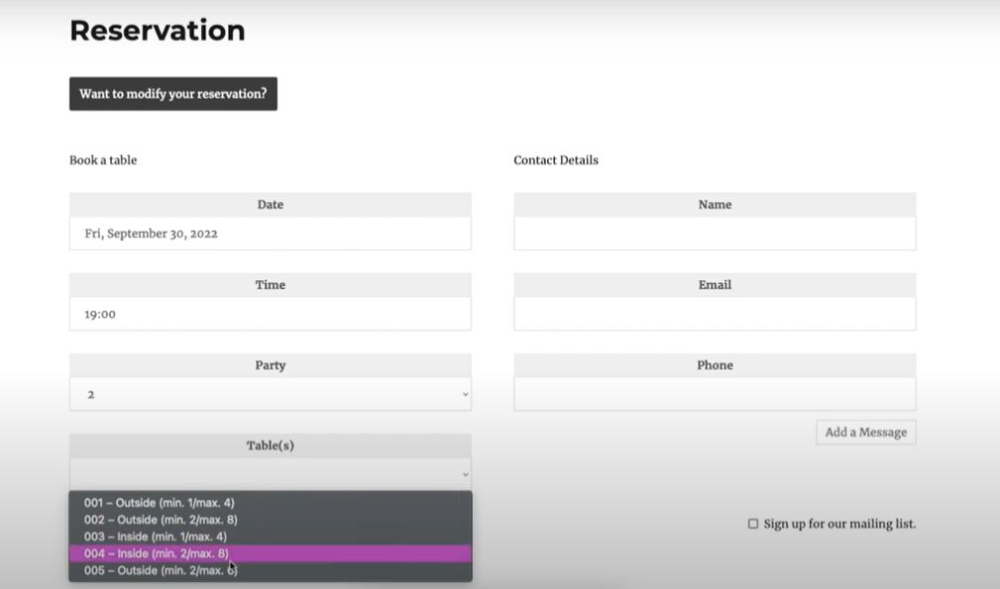 Reservation
Want to modify your reservation?
Book a table
Date
Fri, September 30, 2022
Time
19:00
Party
2
Table(s)
001 – Outside (min. 1/max. 4)
002 – Outside (min. 2/max. 8)
003 – Inside (min. 1/max. 4)
004 – Inside (min. 2/max. 8)
005 – Outside (min. 2/max. 6)
Contact Details
Name
Email
Phone
Add a Message
Sign up for our mailing list.